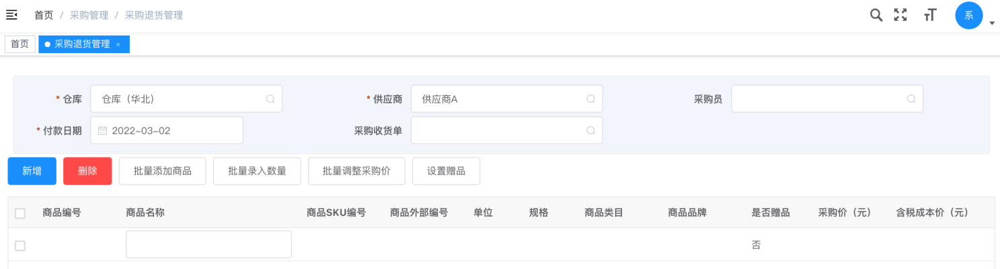 首页 / 采购管理 / 采购退货管理 系
首页 采购退货管理 ×
* 仓库 仓库（华北） * 供应商 供应商A 采购员
* 付款日期 2022-03-02 采购收货单
新增 删除 批量添加商品 批量录入数量 批量调整采购价 设置赠品
商品编号 商品名称 商品SKU编号 商品外部编号 单位 规格 商品类目 商品品牌 是否赠品 采购价（元） 含税成本价（元）
否